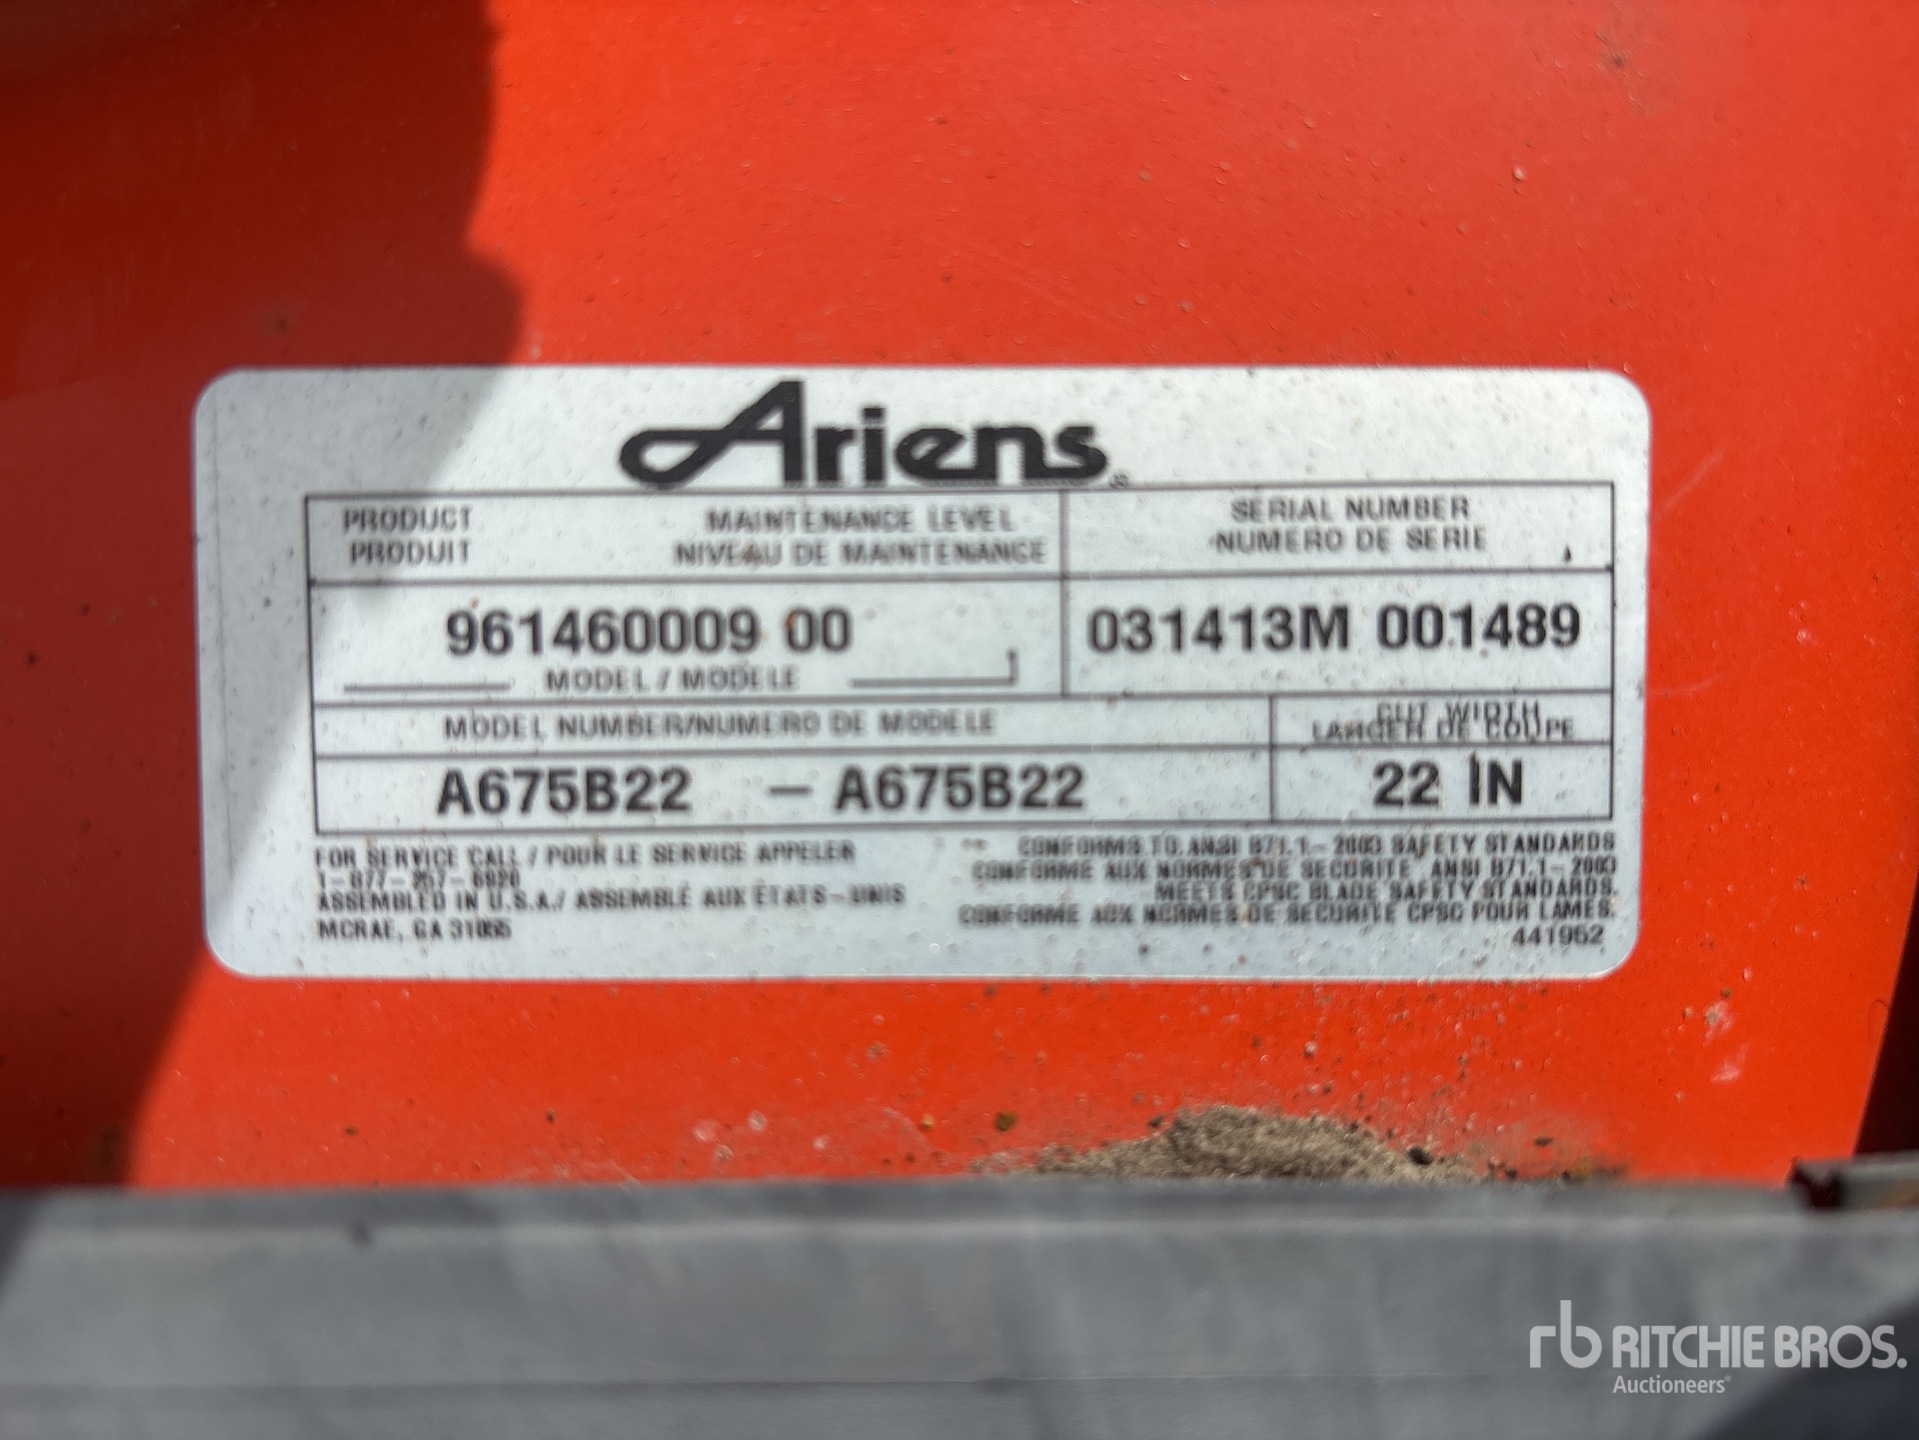 Ariens
PRODUCT MAINTENANCE LEVEL
PRODUIT NIVEAU DE MAINTENANCE
SERIAL NUMBER
NUMERO DE SERIE
961460009 00
MODEL / MODELE
031413M 001489
MODEL NUMBER/NUMERO DE MODELE
CUT WIDTH
LARGER DE COUPE
A675B22 – A675B22
22 IN
FOR SERVICE CALL / POUR LE SERVICE APPELER
ASSEMBLED IN U.S.A./ ASSEMBLÉ AUX ÉTATS-UNIS
MCRAE, GA 31055
CONFORMS TO ANSI B71.1-2003 SAFETY STANDARDS
CONFORME AUX NORMES DE SECURITE ANSI B71.1-2003
MEETS CPSC BLADE SAFETY STANDARDS.
CONFORME AUX NORMES DE SECURITE CPSC POUR LAMES.
441952
rb RITCHIE BROS.
Auctioneers®